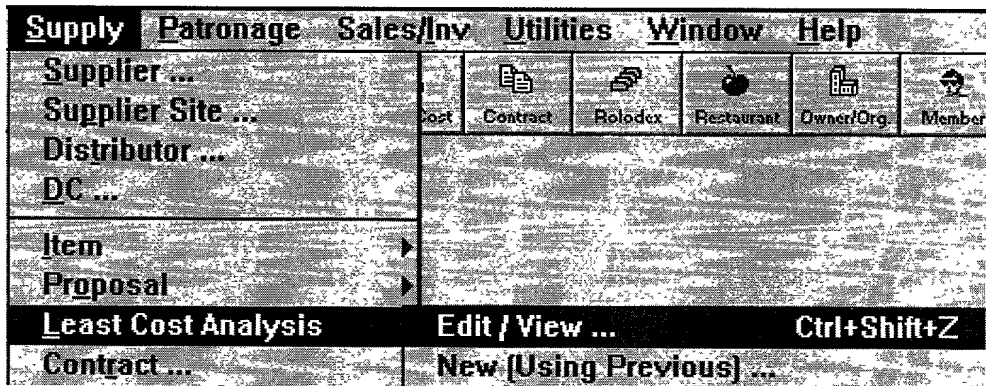 Supply Patronage Sales/Inv Utilities Window Help
Supplier ...
Supplier Site ...
Distributor ...
DC ...
Cost Contract Rolodex Restaurant Owner/Org. Member
Item
Proposal
Least Cost Analysis Edit / View ... Ctrl+Shift+Z
Contract ... New (Using Previous) ...